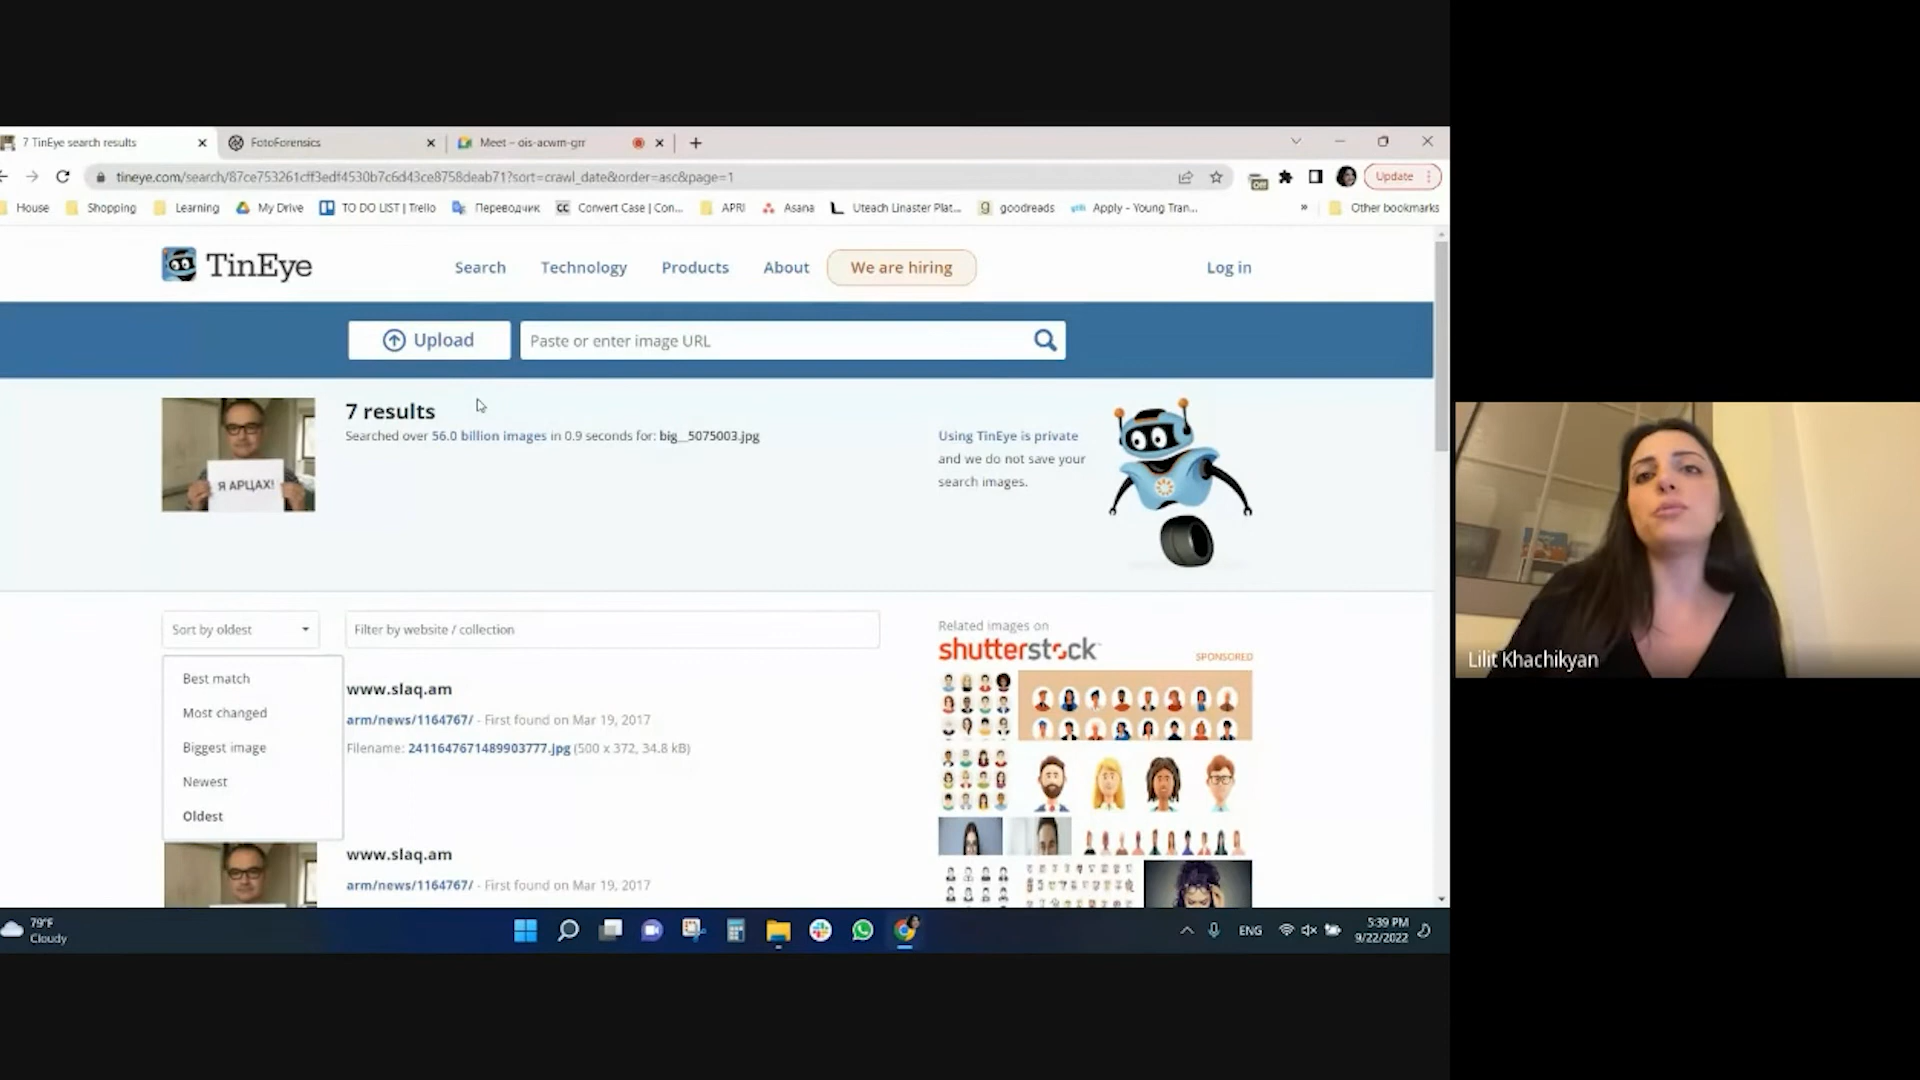 7 TinEye search results
FotoForensics
Meet – ois-acwm-grr
tineye.com/search/87ce753261cff3edf4530b7c6d43ce8758deab71?sort=crawl_date&order=asc&page=1
Update
House
Shopping
Learning
My Drive
TO DO LIST | Trello
Переводчик
CC Convert Case | Con...
APRI
Asana
Uteach Linaster Plat...
goodreads
Apply - Young Tran...
»
Other bookmarks
TinEye
Search
Technology
Products
About
We are hiring
Log in
Upload
Paste or enter image URL
Я АРЦАХ!
7 results
Searched over 56.0 billion images in 0.9 seconds for: big__5075003.jpg
Using TinEye is private
and we do not save your
search images.
Sort by oldest
Filter by website / collection
Best match
Most changed
Biggest image
Newest
Oldest
www.slaq.am
arm/news/1164767/ - First found on Mar 19, 2017
Filename: 2411647671489903777.jpg (500 x 372, 34.8 kB)
www.slaq.am
arm/news/1164767/ - First found on Mar 19, 2017
Related images on
shutterstock
SPONSORED
Lilit Khachikyan
79°F
Cloudy
ENG
5:39 PM
9/22/2022